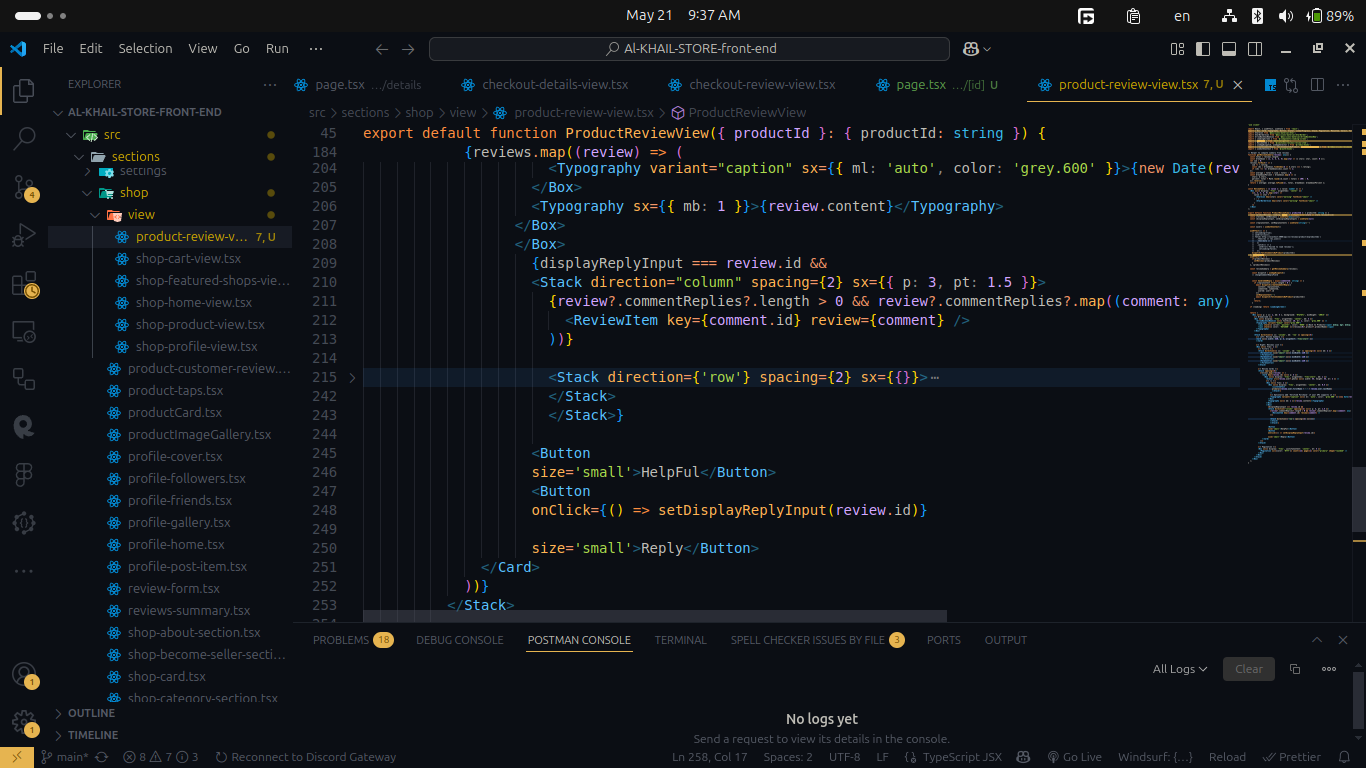 May 21 9:37 AM
en
89%
File Edit Selection View Go Run ···
Al-KHAIL-STORE-front-end
EXPLORER
page.tsx .../details
checkout-details-view.tsx
checkout-review-view.tsx
page.tsx .../[id] U
product-review-view.tsx 7, U
AL-KHAIL-STORE-FRONT-END
src
sections
settings
shop
view
product-review-v... 7, U
shop-cart-view.tsx
shop-featured-shops-vie...
shop-home-view.tsx
shop-product-view.tsx
shop-profile-view.tsx
product-customer-review....
product-taps.tsx
productCard.tsx
productImageGallery.tsx
profile-cover.tsx
profile-followers.tsx
profile-friends.tsx
profile-gallery.tsx
profile-home.tsx
profile-post-item.tsx
review-form.tsx
reviews-summary.tsx
shop-about-section.tsx
shop-become-seller-secti...
shop-card.tsx
shop-category-section.tsx
OUTLINE
TIMELINE
4
1
1
src > sections > shop > view > product-review-view.tsx > ProductReviewView
45 export default function ProductReviewView({ productId }: { productId: string }) {
184 {reviews.map((review) => (
204 <Typography variant="caption" sx={{ ml: 'auto', color: 'grey.600' }}>{new Date(rev
205 </Box>
206 <Typography sx={{ mb: 1 }}>{review.content}</Typography>
207 </Box>
208 </Box>
209 {displayReplyInput === review.id &&
210 <Stack direction="column" spacing={2} sx={{ p: 3, pt: 1.5 }}>
211 {review?.commentReplies?.length > 0 && review?.commentReplies?.map((comment: any)
212 <ReviewItem key={comment.id} review={comment} />
213 ))}
214
215 <Stack direction={'row'} spacing={2} sx={{}}>···
242 </Stack>
243 </Stack>}
244
245 <Button
246 size='small'>HelpFul</Button>
247 <Button
248 onClick={() => setDisplayReplyInput(review.id)}
249
250 size='small'>Reply</Button>
251 </Card>
252 ))}
253 </Stack>
PROBLEMS 18 DEBUG CONSOLE POSTMAN CONSOLE TERMINAL SPELL CHECKER ISSUES BY FILE 3 PORTS OUTPUT
All Logs Clear
No logs yet
Send a request to view its details in the console.
main* 8 7 3 Reconnect to Discord Gateway Ln 258, Col 17 Spaces: 2 UTF-8 LF {} TypeScript JSX Go Live Windsurf: {...} Reload Prettier